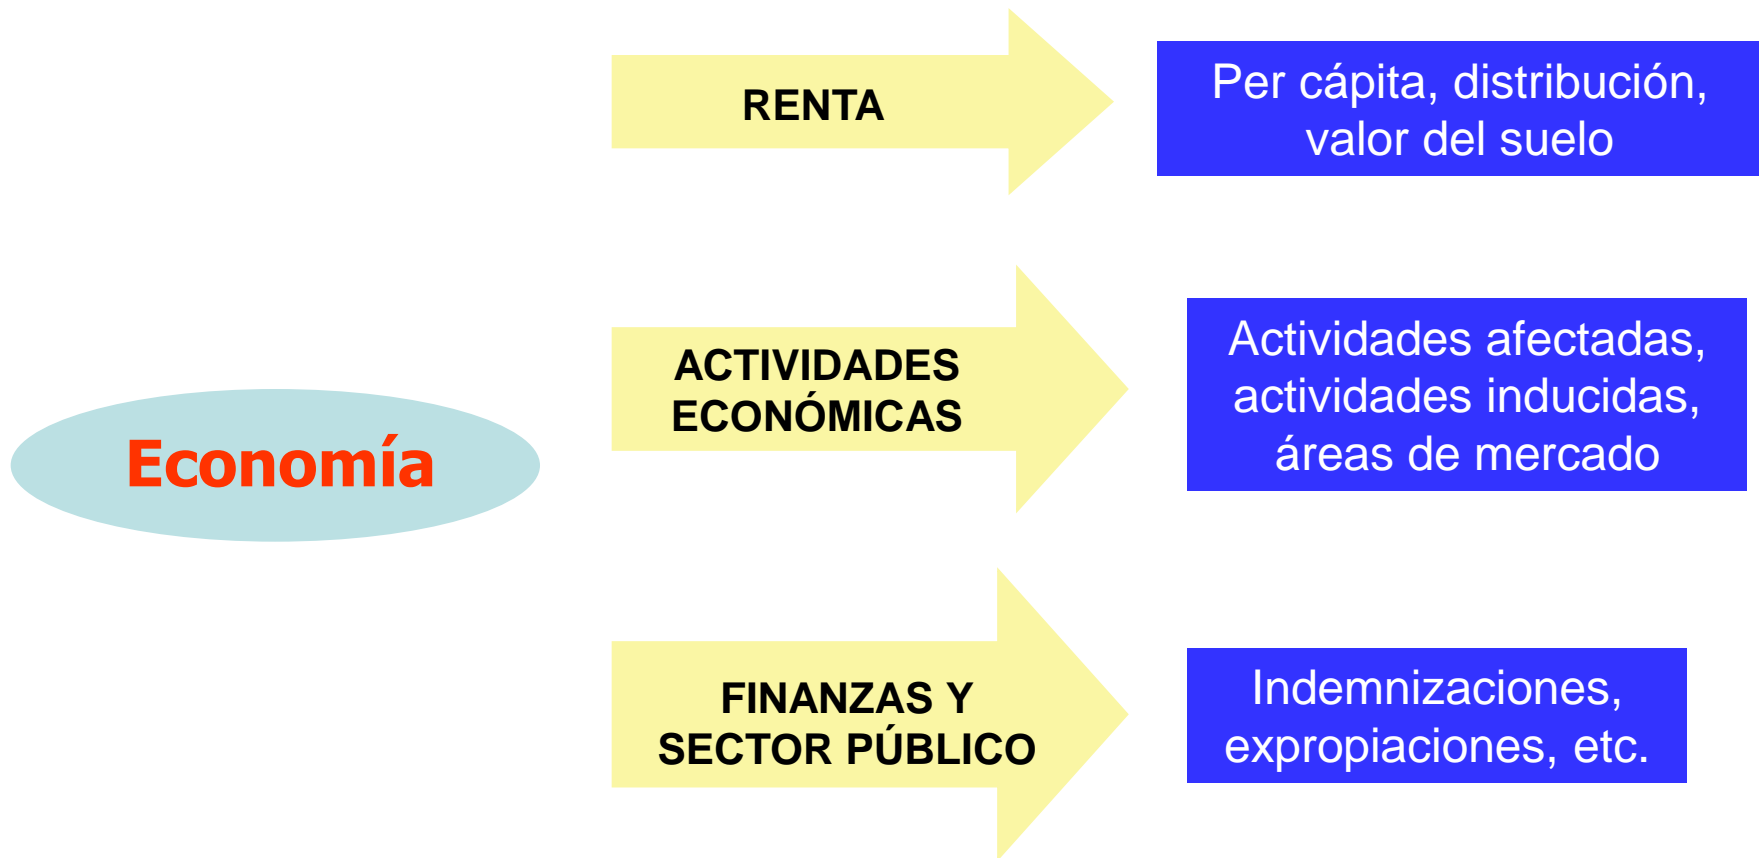 RENTA
Per cápita, distribución,
valor del suelo
Economía
ACTIVIDADES
ECONÓMICAS
Actividades afectadas,
actividades inducidas,
áreas de mercado
FINANZAS Y
SECTOR PÚBLICO
Indemnizaciones,
expropiaciones, etc.